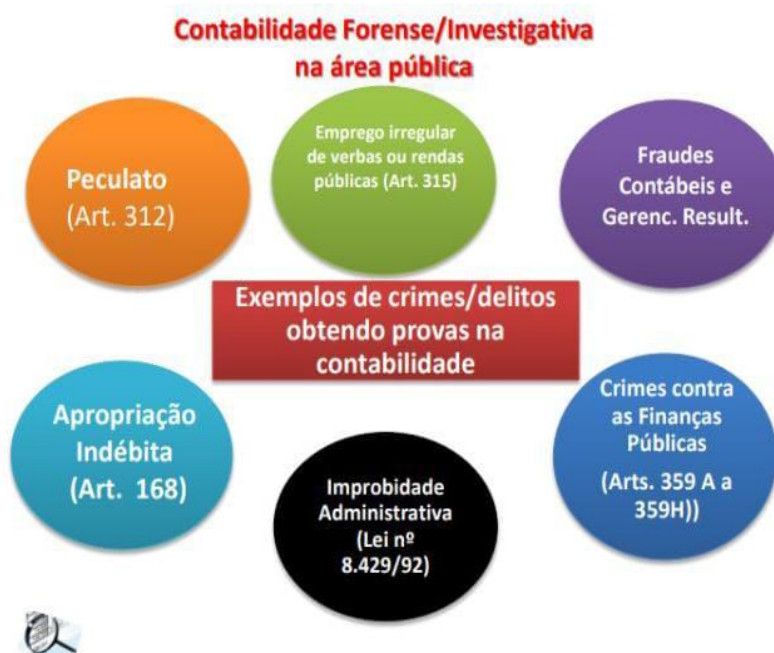 Contabilidade Forense/Investigativa
na área pública
Peculato
(Art. 312)
Emprego irregular
de verbas ou rendas
públicas (Art. 315)
Fraudes
Contábeis e
Gerenc. Result.
Exemplos de crimes/delitos
obtendo provas na
contabilidade
Apropriação
Indébita
(Art. 168)
Improbidade
Administrativa
(Lei nº
8.429/92)
Crimes contra
as Finanças
Públicas
(Arts. 359 A a
359H))